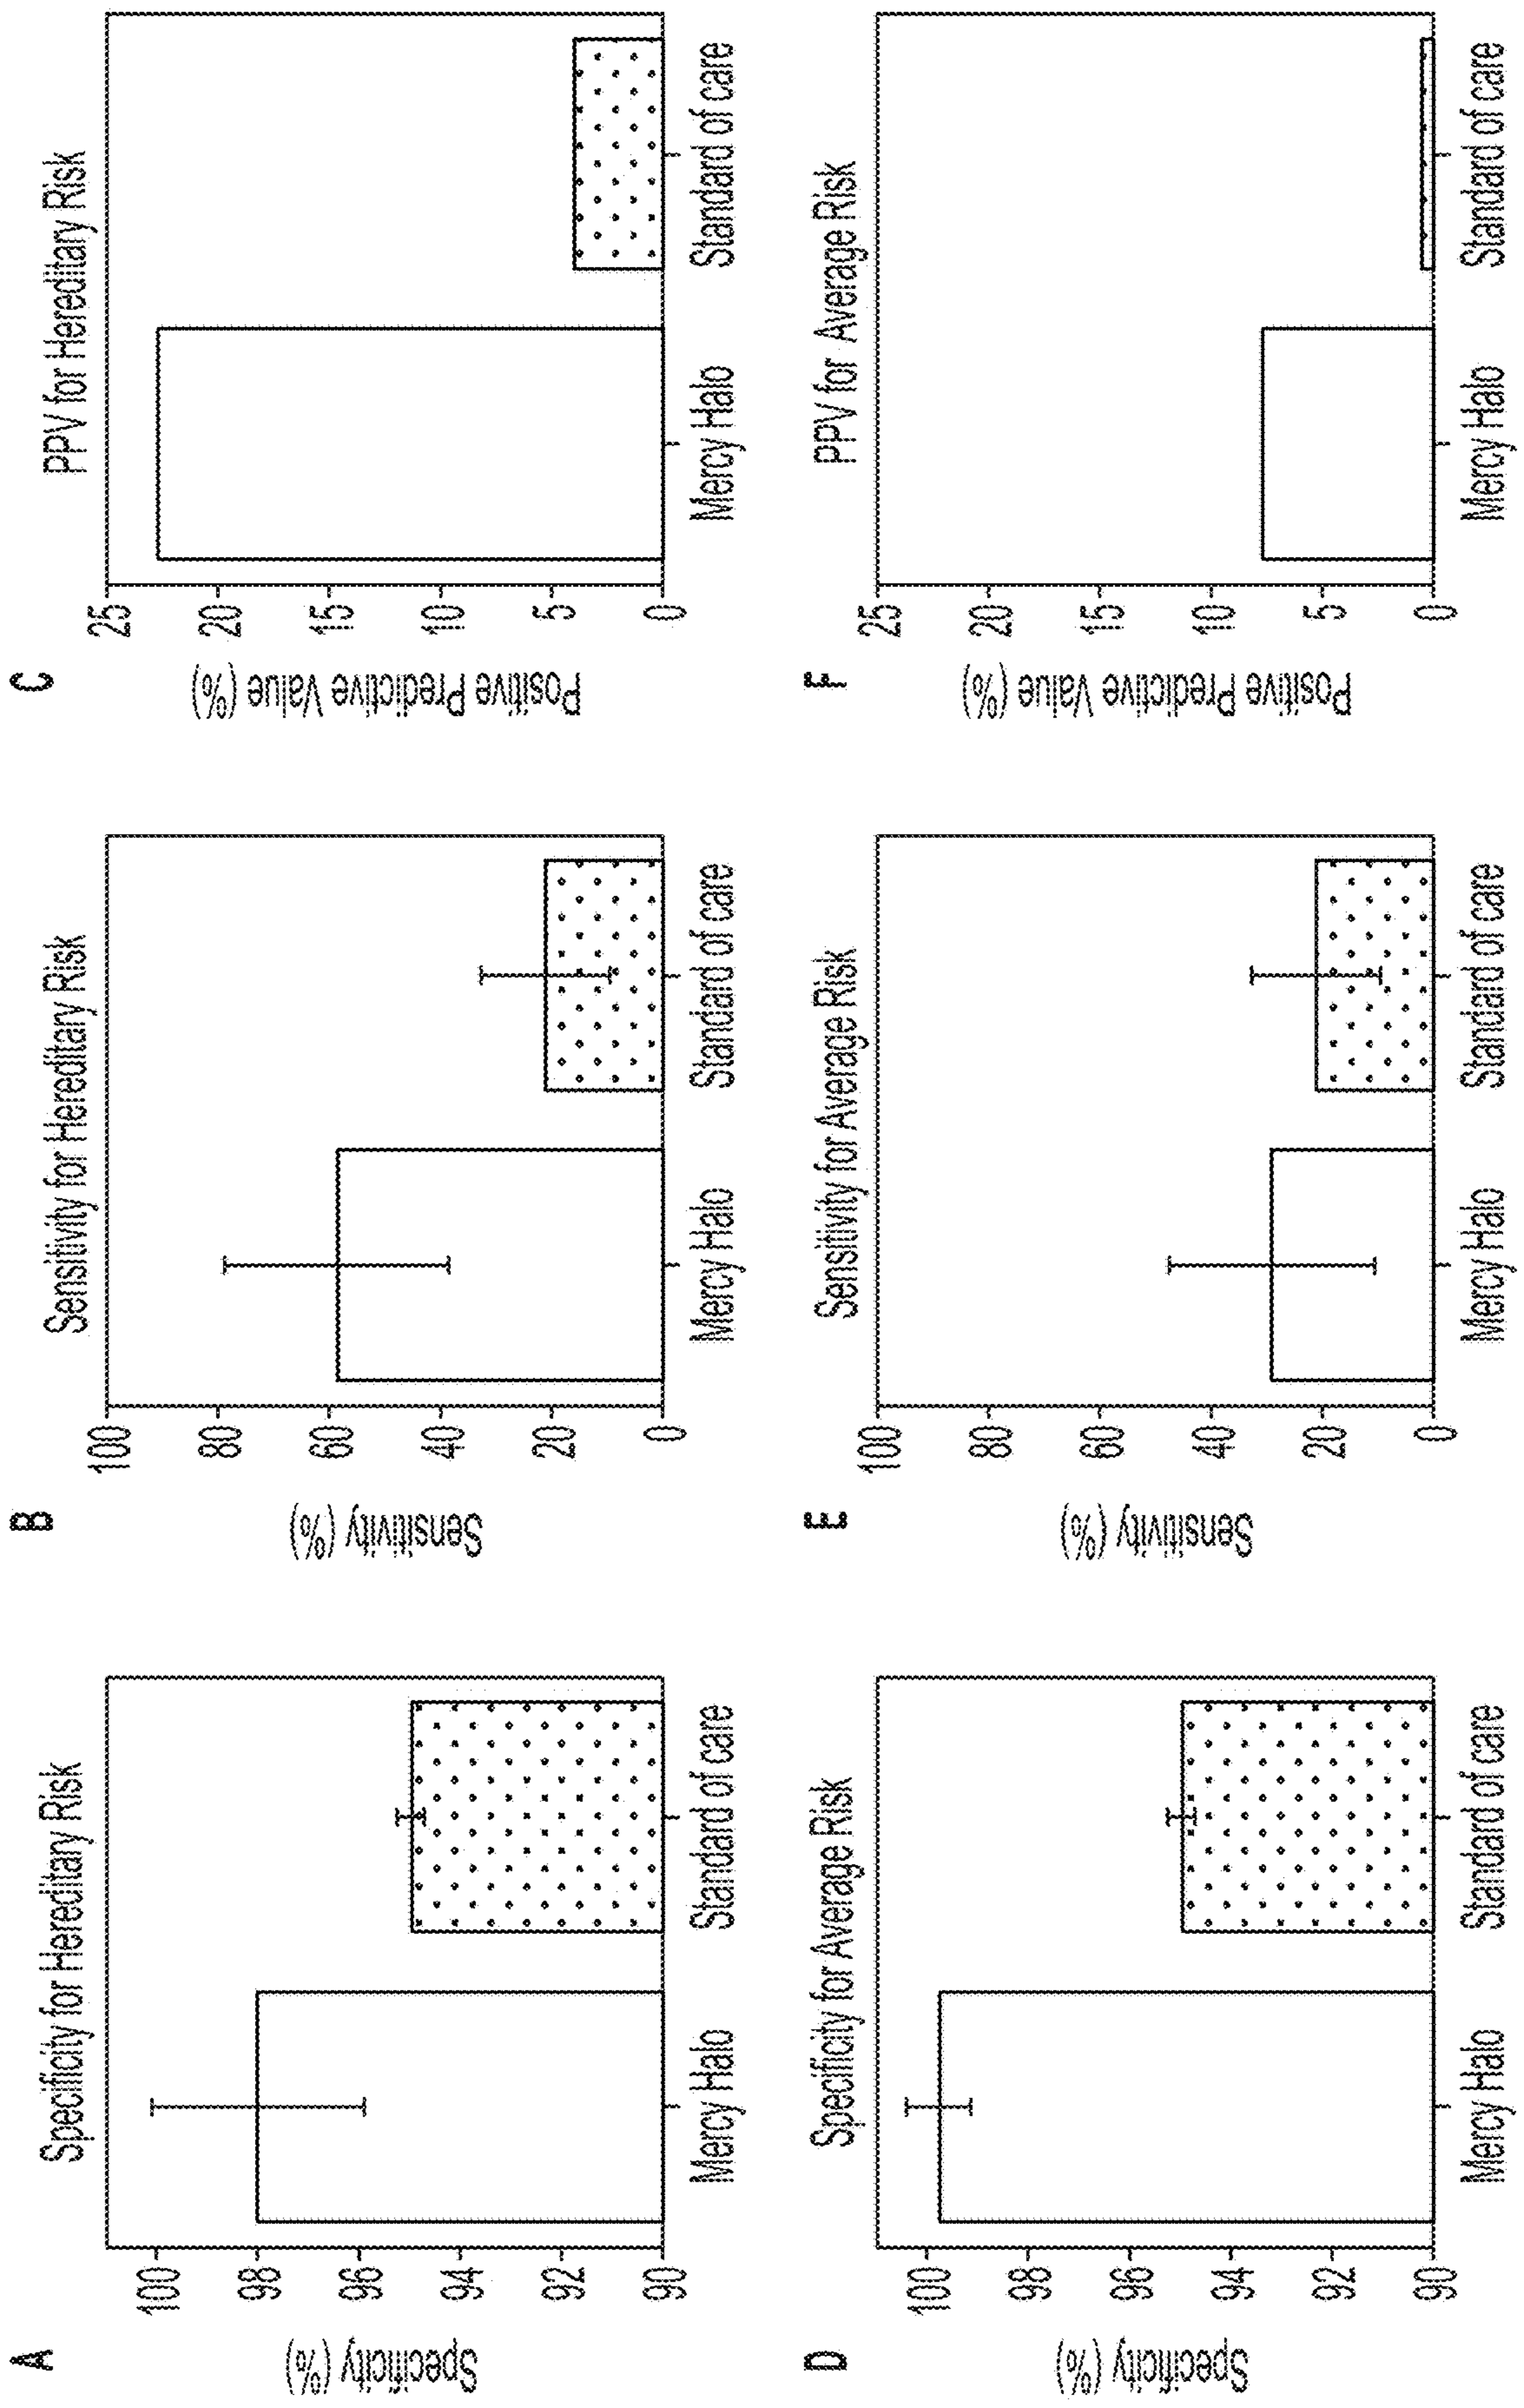 A
Specificity for Hereditary Risk
Specificity (%)
100
98
96
94
92
90
Mercy Halo
Standard of care
B
Sensitivity for Hereditary Risk
Sensitivity (%)
100
80
60
40
20
0
Mercy Halo
Standard of care
C
PPV for Hereditary Risk
Positive Predictive Value (%)
25
20
15
10
5
0
Mercy Halo
Standard of care
D
Specificity for Average Risk
Specificity (%)
100
98
96
94
92
90
Mercy Halo
Standard of care
E
Sensitivity for Average Risk
Sensitivity (%)
100
80
60
40
20
0
Mercy Halo
Standard of care
F
PPV for Average Risk
Positive Predictive Value (%)
25
20
15
10
5
0
Mercy Halo
Standard of care